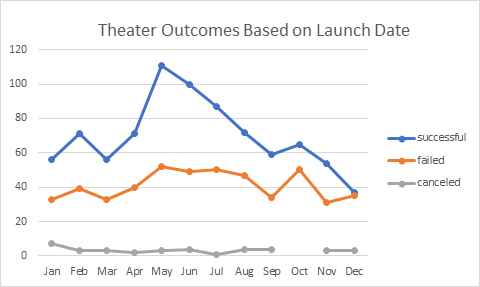 Theater Outcomes Based on Launch Date
120
100
80
60
40
20
0
Jan Feb Mar Apr May Jun Jul Aug Sep Oct Nov Dec
successful
failed
canceled